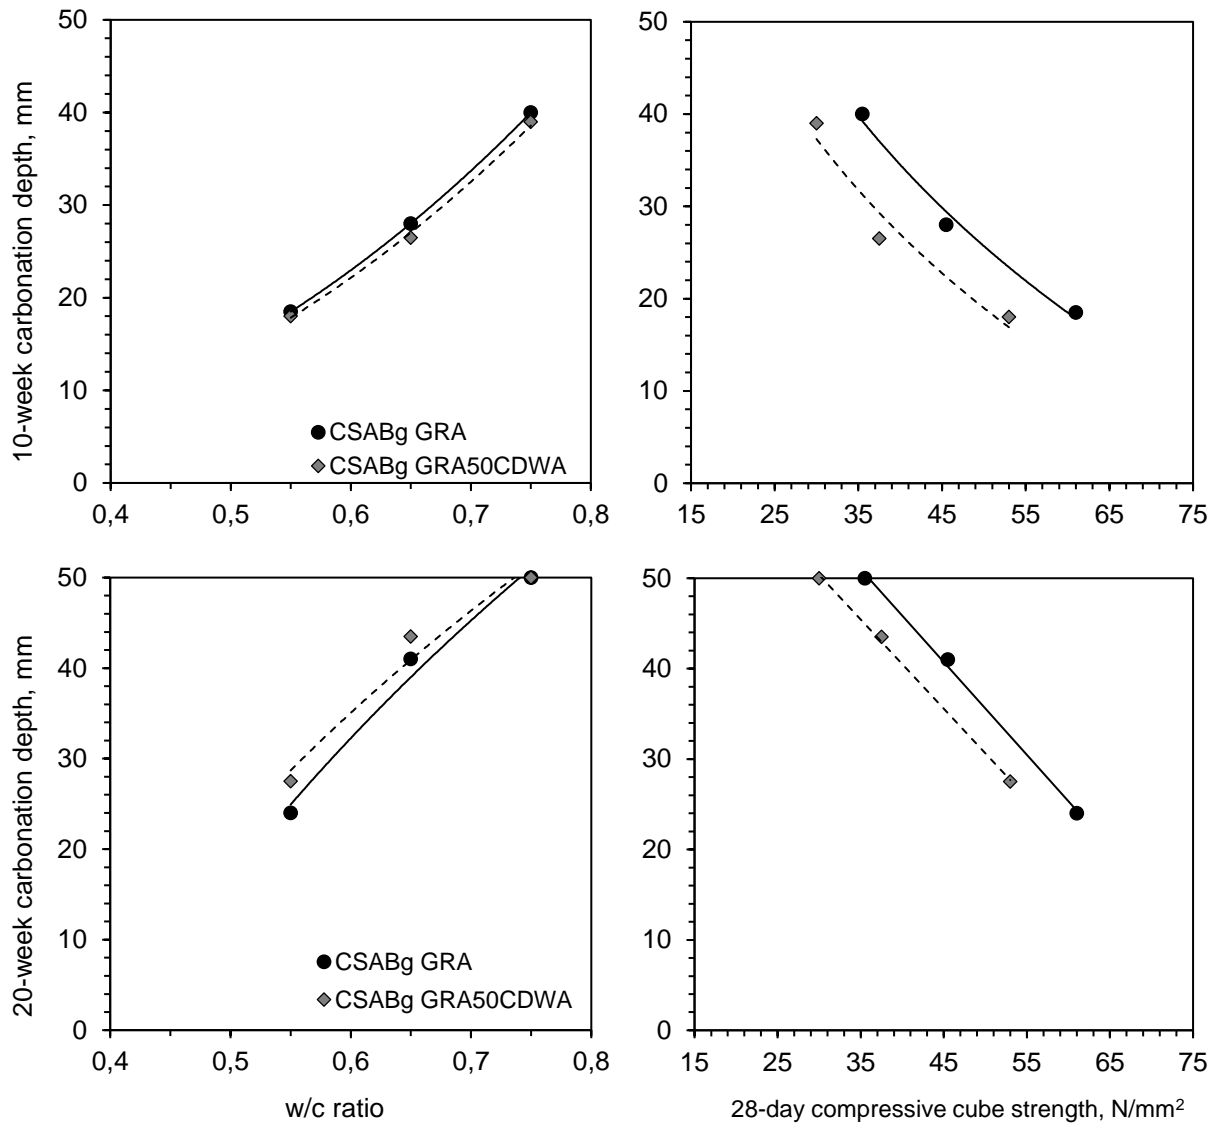 50
40
30
20
10
0
10-week carbonation depth, mm
CSABg GRA
CSABg GRA50CDWA
0,4 0,5 0,6 0,7 0,8
50
40
30
20
10
0
15 25 35 45 55 65 75
50
40
30
20
10
0
20-week carbonation depth, mm
CSABg GRA
CSABg GRA50CDWA
0,4 0,5 0,6 0,7 0,8
w/c ratio
50
40
30
20
10
0
15 25 35 45 55 65 75
28-day compressive cube strength, N/mm²